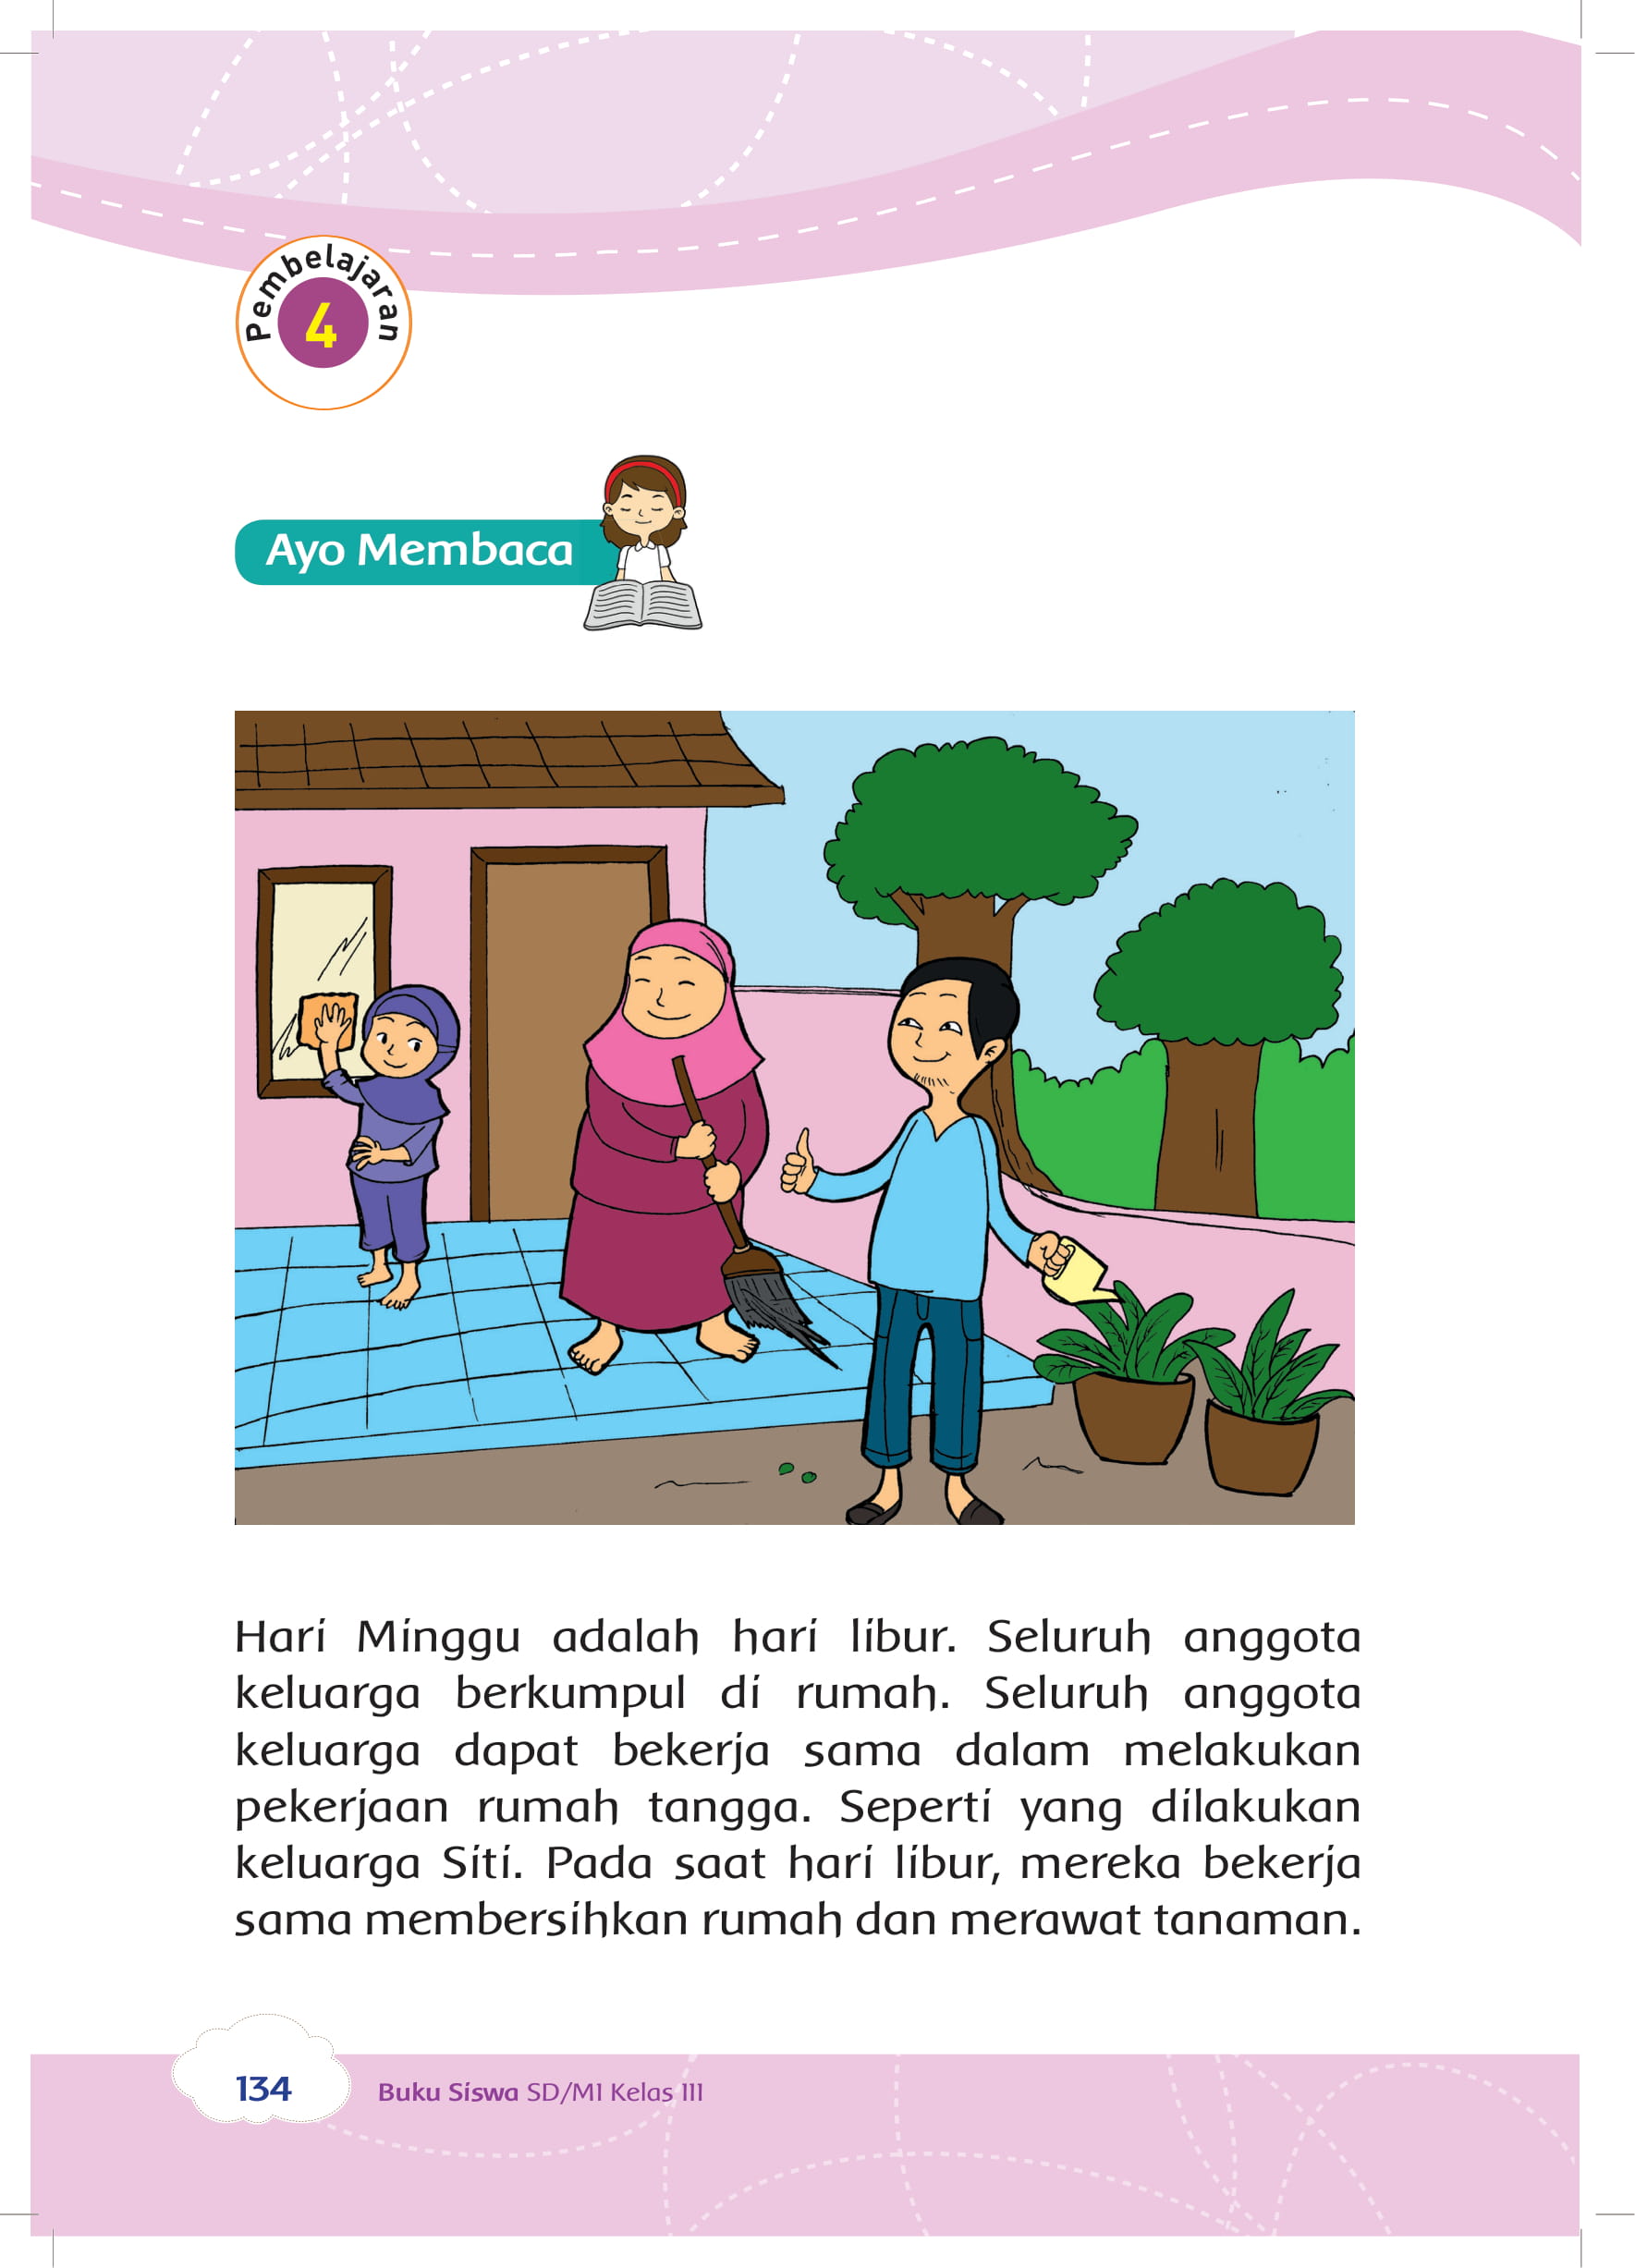 Pembelajaran
4
Ayo Membaca
Hari Minggu adalah hari libur. Seluruh anggota
keluarga berkumpul di rumah. Seluruh anggota
keluarga dapat bekerja sama dalam melakukan
pekerjaan rumah tangga. Seperti yang dilakukan
keluarga Siti. Pada saat hari libur, mereka bekerja
sama membersihkan rumah dan merawat tanaman.
134
Buku Siswa SD/MI Kelas III